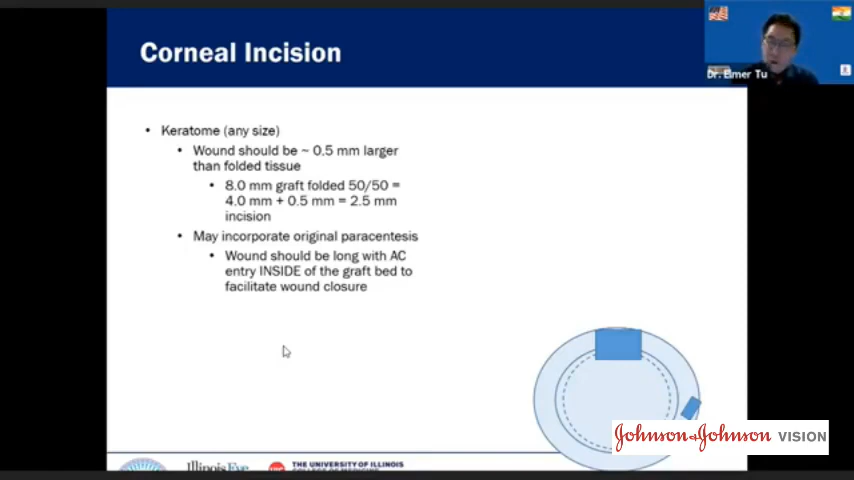 Corneal Incision
Dr. Elmer Tu
• Keratome (any size)
• Wound should be ~ 0.5 mm larger
than folded tissue
• 8.0 mm graft folded 50/50 =
4.0 mm + 0.5 mm = 2.5 mm
incision
• May incorporate original paracentesis
• Wound should be long with AC
entry INSIDE of the graft bed to
facilitate wound closure
Johnson & Johnson VISION
Illinois Eye
THE UNIVERSITY OF ILLINOIS
COLLEGE OF MEDICINE